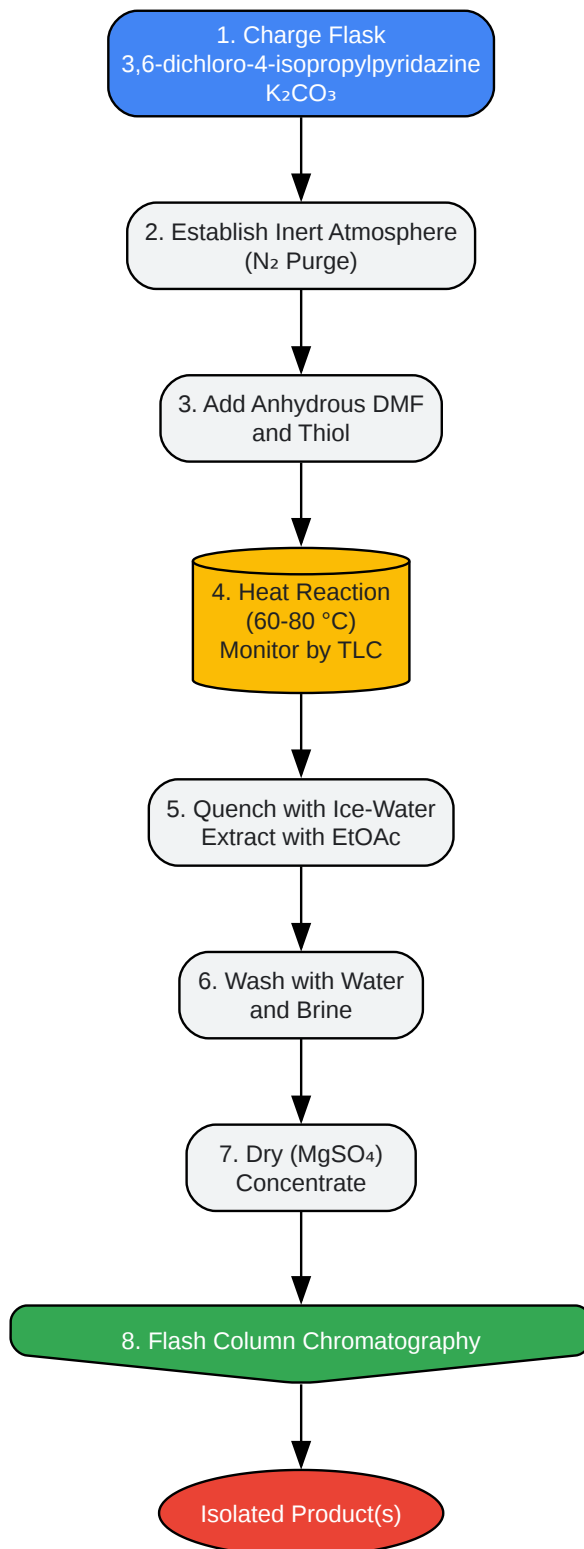 1. Charge Flask
3,6-dichloro-4-isopropylpyridazine
K₂CO₃
2. Establish Inert Atmosphere
(N₂ Purge)
3. Add Anhydrous DMF
and Thiol
4. Heat Reaction
(60-80 °C)
Monitor by TLC
5. Quench with Ice-Water
Extract with EtOAc
6. Wash with Water
and Brine
7. Dry (MgSO₄)
Concentrate
8. Flash Column Chromatography
Isolated Product(s)